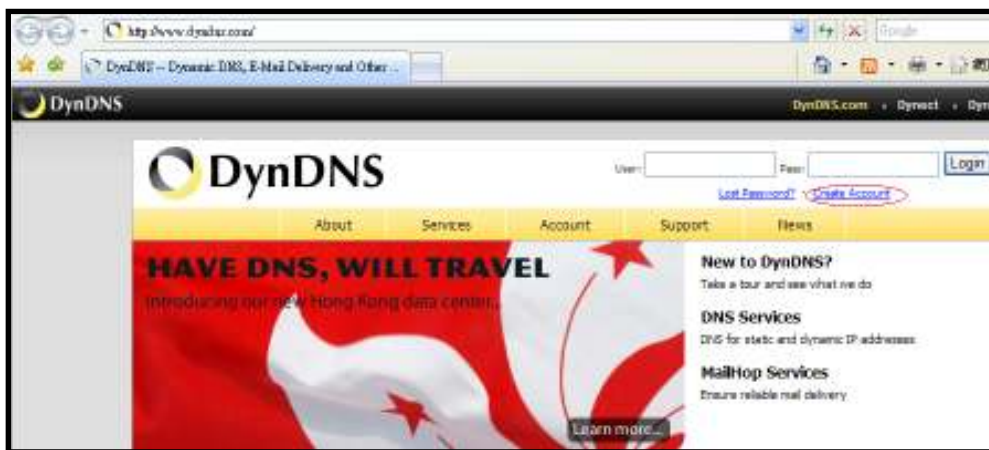 http://www.dyndns.com/
Google
DynDNS -- Dynamic DNS, E-Mail Delivery and Other ...
DynDNS
DynDNS.com
Dynect
Dyn
DynDNS
User:
Pass:
Login
Lost Password?
Create Account
About
Services
Account
Support
News
HAVE DNS, WILL TRAVEL
Introducing our new Hong Kong data center...
Learn more...
New to DynDNS?
Take a tour and see what we do
DNS Services
DNS for static and dynamic IP addresses
MailHop Services
Ensure reliable mail delivery